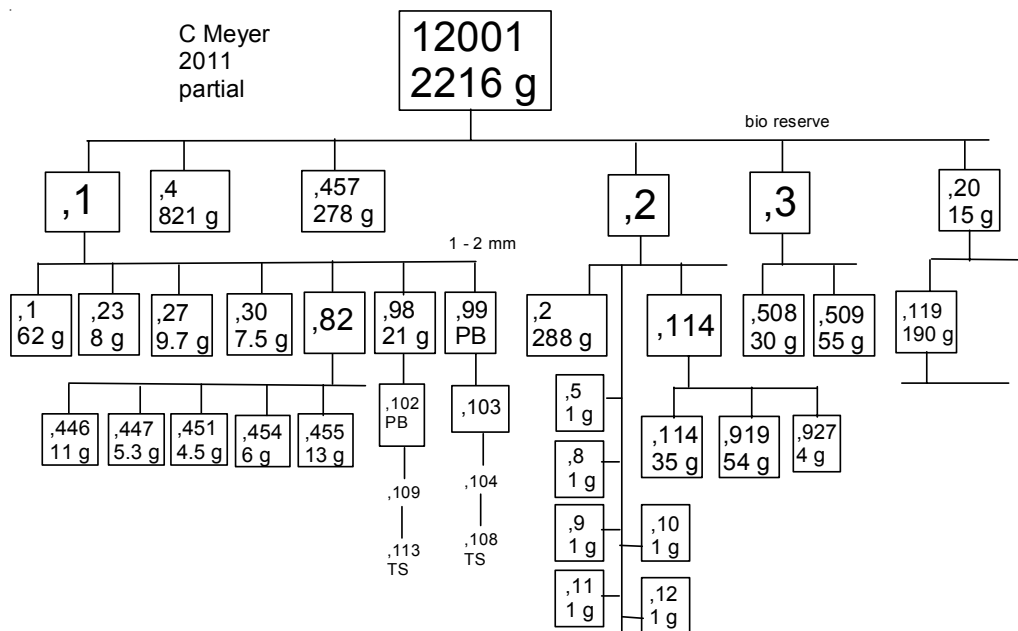 C Meyer
2011
partial
12001
2216 g
bio reserve
,1
,4
821 g
,457
278 g
,2
,3
,20
15 g
1 - 2 mm
,1
62 g
,23
8 g
,27
9.7 g
,30
7.5 g
,82
,98
21 g
,99
PB
,2
288 g
,114
,508
30 g
,509
55 g
,119
190 g
,446
11 g
,447
5.3 g
,451
4.5 g
,454
6 g
,455
13 g
,102
PB
,103
,5
1 g
,114
35 g
,919
54 g
,927
4 g
,8
1 g
,109
,104
,9
1 g
,10
1 g
,113
TS
,108
TS
,11
1 g
,12
1 g